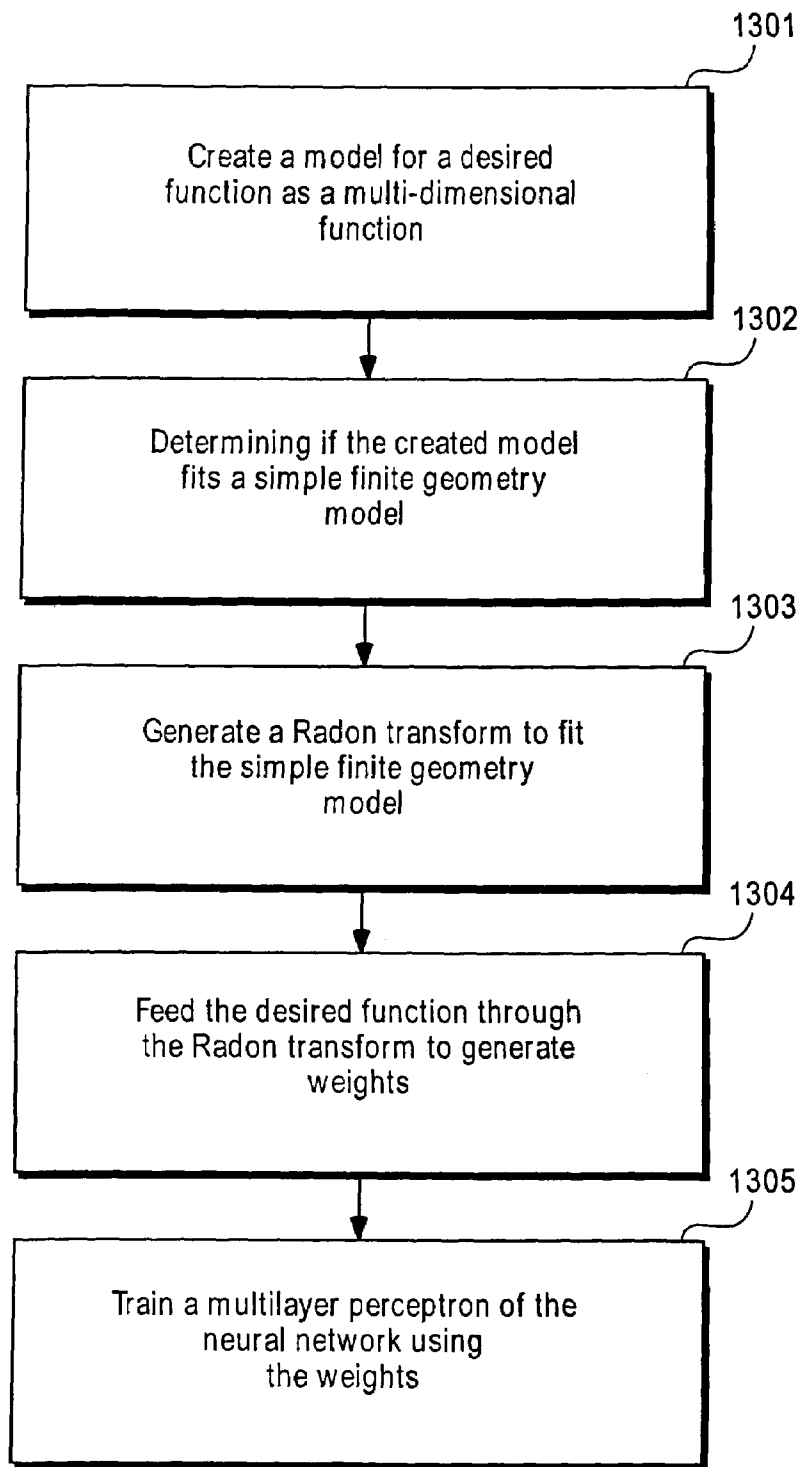 1301
Create a model for a desired
function as a multi-dimensional
function
1302
Determining if the created model
fits a simple finite geometry
model
1303
Generate a Radon transform to fit
the simple finite geometry
model
1304
Feed the desired function through
the Radon transform to generate
weights
1305
Train a multilayer perceptron of the
neural network using
the weights